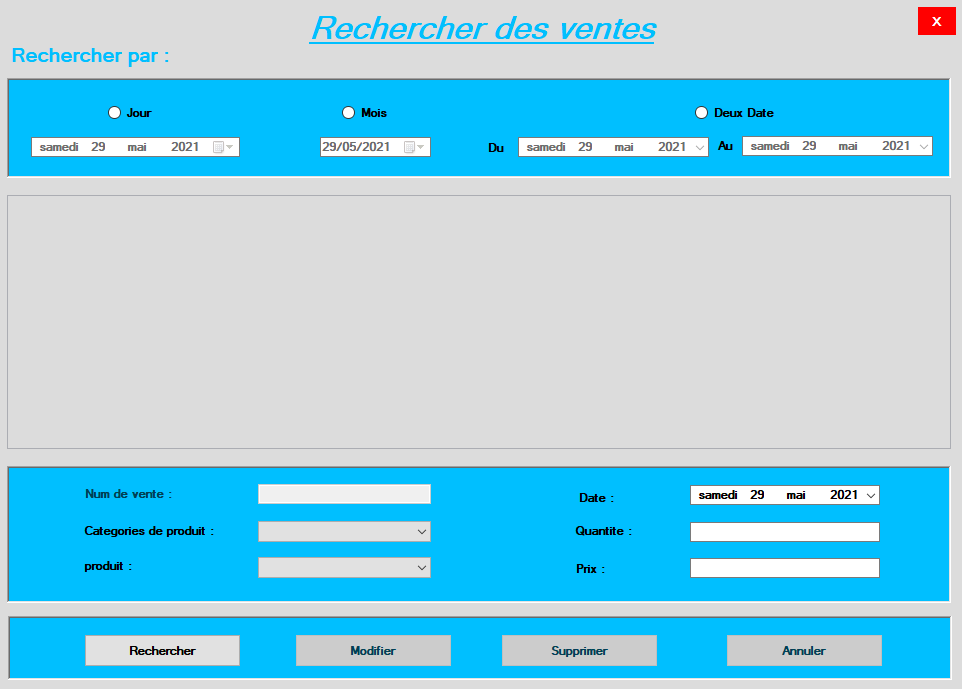 Rechercher des ventes
X
Rechercher par :
Jour
Mois
Deux Date
samedi 29 mai 2021
29/05/2021
Du
samedi 29 mai 2021
Au
samedi 29 mai 2021
Num de vente :
Date :
samedi 29 mai 2021
Categories de produit :
Quantite :
produit :
Prix :
Rechercher
Modifier
Supprimer
Annuler